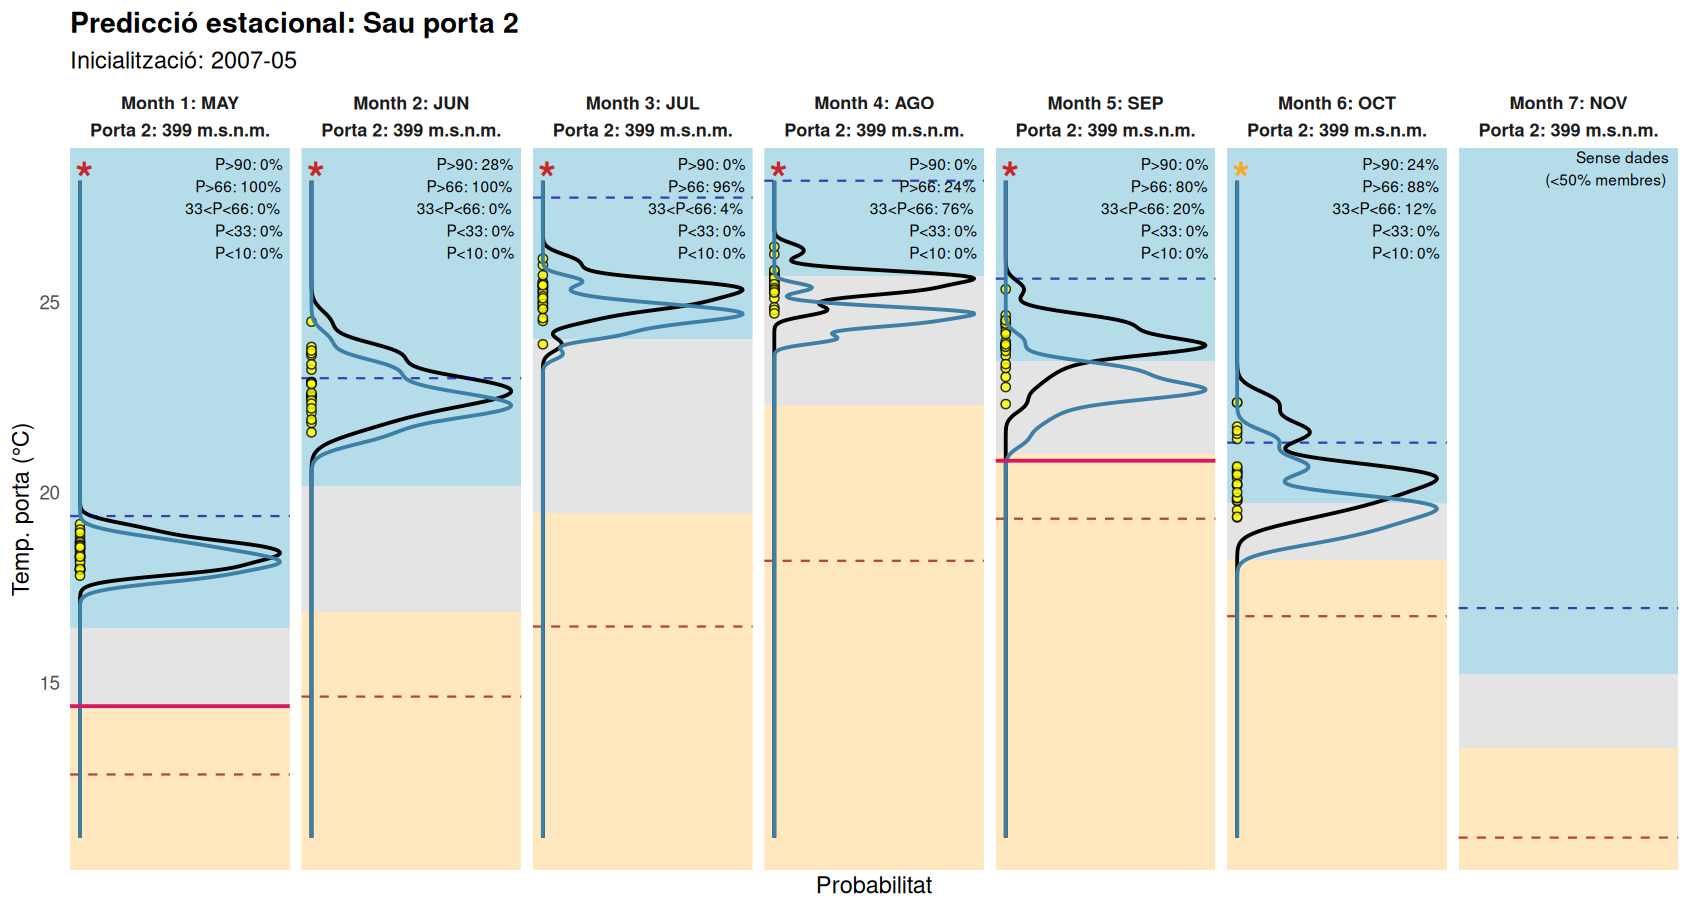 Predicció estacional: Sau porta 2
Inicialització: 2007-05
Month 1: MAY
Porta 2: 399 m.s.n.m.
Month 2: JUN
Porta 2: 399 m.s.n.m.
Month 3: JUL
Porta 2: 399 m.s.n.m.
Month 4: AGO
Porta 2: 399 m.s.n.m.
Month 5: SEP
Porta 2: 399 m.s.n.m.
Month 6: OCT
Porta 2: 399 m.s.n.m.
Month 7: NOV
Porta 2: 399 m.s.n.m.
*
P>90: 0%
P>66: 100%
33<P<66: 0%
P<33: 0%
P<10: 0%
*
P>90: 28%
P>66: 100%
33<P<66: 0%
P<33: 0%
P<10: 0%
*
P>90: 0%
P>66: 96%
33<P<66: 4%
P<33: 0%
P<10: 0%
*
P>90: 0%
P>66: 24%
33<P<66: 76%
P<33: 0%
P<10: 0%
*
P>90: 0%
P>66: 80%
33<P<66: 20%
P<33: 0%
P<10: 0%
*
P>90: 24%
P>66: 88%
33<P<66: 12%
P<33: 0%
P<10: 0%
Sense dades
(<50% membres)
Temp. porta (°C)
25
20
15
Probabilitat